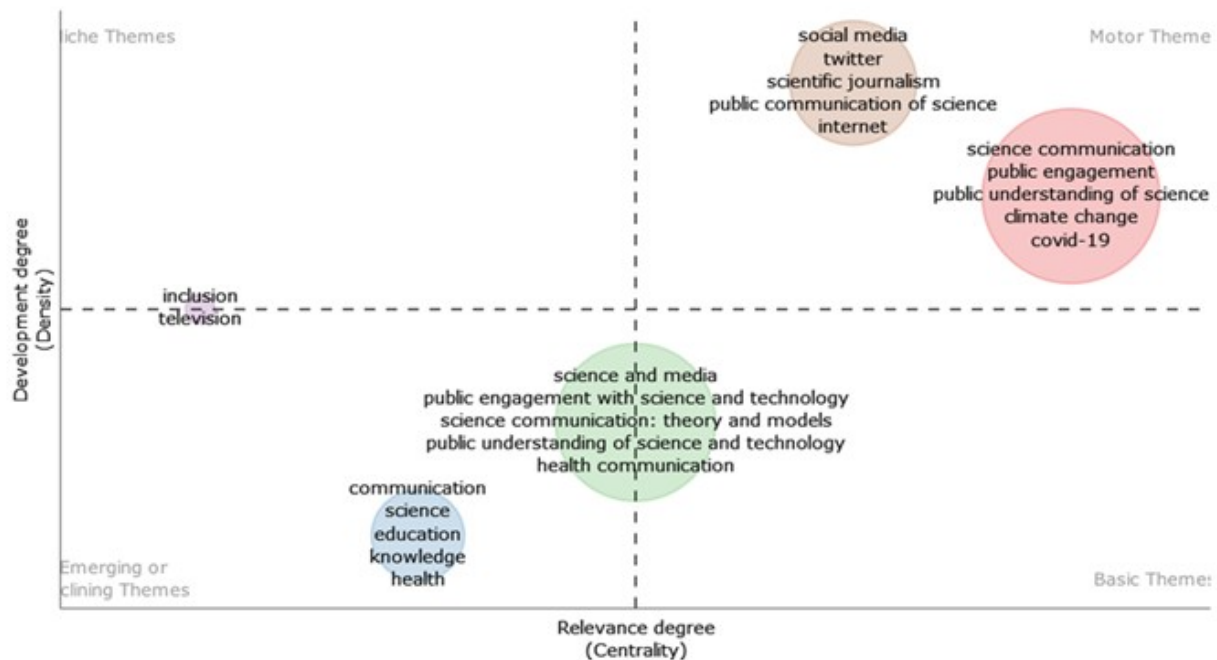 liche Themes
Motor Theme
social media
twitter
scientific journalism
public communication of science
internet
science communication
public engagement
public understanding of science
climate change
covid-19
Development degree
(Density)
inclusion
television
science and media
public engagement with science and technology
science communication: theory and models
public understanding of science and technology
health communication
communication
science
education
knowledge
health
Emerging or
clining Themes
Basic Themes
Relevance degree
(Centrality)